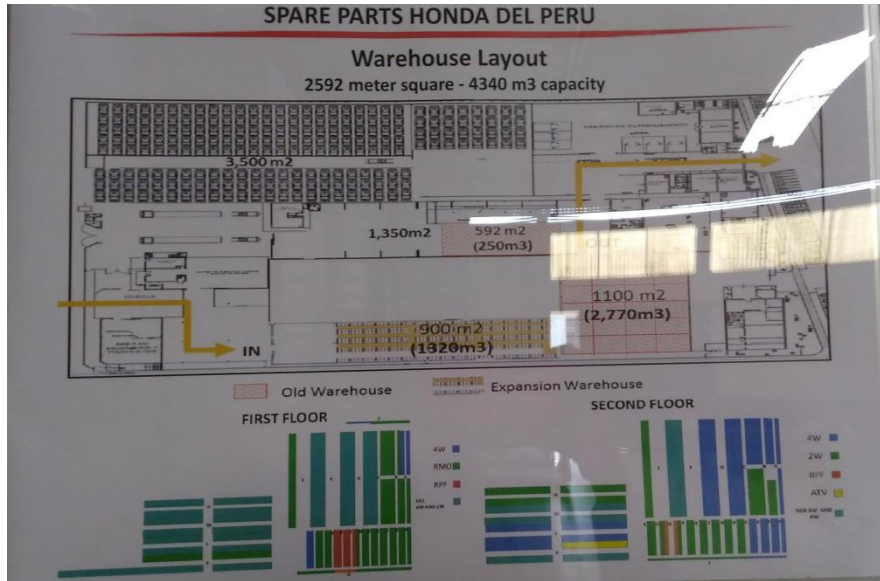 SPARE PARTS HONDA DEL PERU
Warehouse Layout
2592 meter square - 4340 m3 capacity
3,500 m2
1,350m2
592 m2
(250m3)
OUT
1100 m2
(2,770m3)
900 m2
(1320m3)
IN
Old Warehouse
Expansion Warehouse
FIRST FLOOR
SECOND FLOOR
4W
RMO
RPF
4W
2W
RPF
ATV